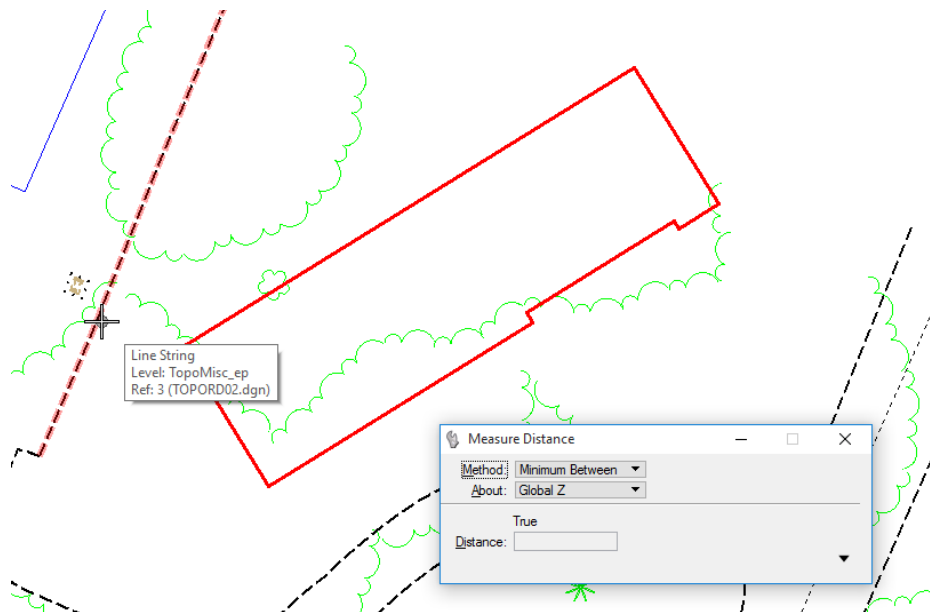 Line String
Level: TopoMisc_ep
Ref: 3 (TOPORD02.dgn)
Measure Distance
Method: Minimum Between
About: Global Z
True
Distance: